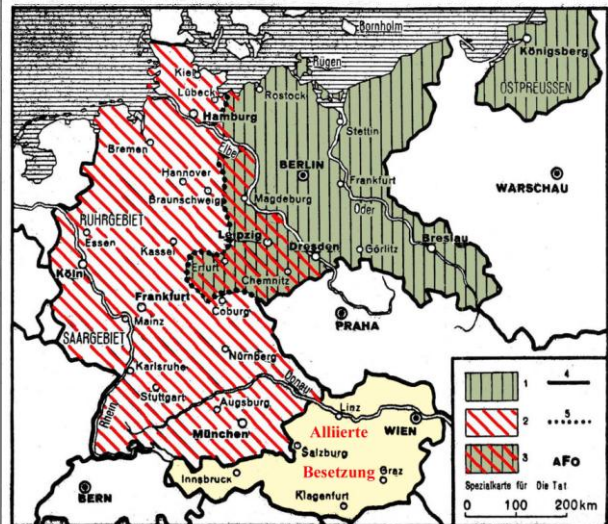 Bornholm
Rügen
Königsberg
OSTPREUSSEN
Kiel
Lübeck
Rostock
Hamburg
Stettin
Bremen
Elbe
BERLIN
WARSCHAU
Hannover
Braunschweig
Magdeburg
Frankfurt
Oder
RUHRGEBIET
Essen
Kassel
Leipzig
Dresden
Görlitz
Breslau
Köln
Erfurt
Chemnitz
Frankfurt
Coburg
PRAHA
Mainz
SAARGEBIET
Nürnberg
Karlsruhe
Stuttgart
Rhein
Donau
Augsburg
Linz
WIEN
München
Alliierte
Salzburg
Besetzung
Graz
Innsbruck
BERN
Klagenfurt
1 4
2 5
3 AFO
Spezialkarte für Die Tat
0 100 200 km